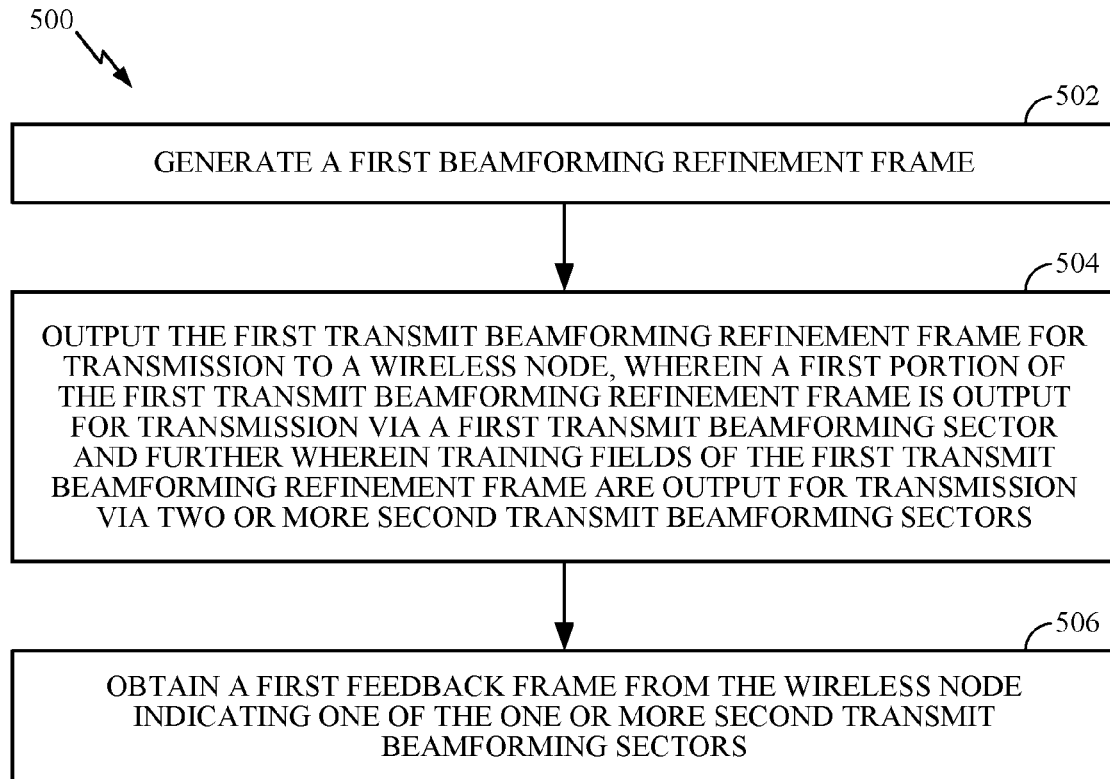 500
502
GENERATE A FIRST BEAMFORMING REFINEMENT FRAME
504
OUTPUT THE FIRST TRANSMIT BEAMFORMING REFINEMENT FRAME FOR
TRANSMISSION TO A WIRELESS NODE, WHEREIN A FIRST PORTION OF
THE FIRST TRANSMIT BEAMFORMING REFINEMENT FRAME IS OUTPUT
FOR TRANSMISSION VIA A FIRST TRANSMIT BEAMFORMING SECTOR
AND FURTHER WHEREIN TRAINING FIELDS OF THE FIRST TRANSMIT
BEAMFORMING REFINEMENT FRAME ARE OUTPUT FOR TRANSMISSION
VIA TWO OR MORE SECOND TRANSMIT BEAMFORMING SECTORS
506
OBTAIN A FIRST FEEDBACK FRAME FROM THE WIRELESS NODE
INDICATING ONE OF THE ONE OR MORE SECOND TRANSMIT
BEAMFORMING SECTORS